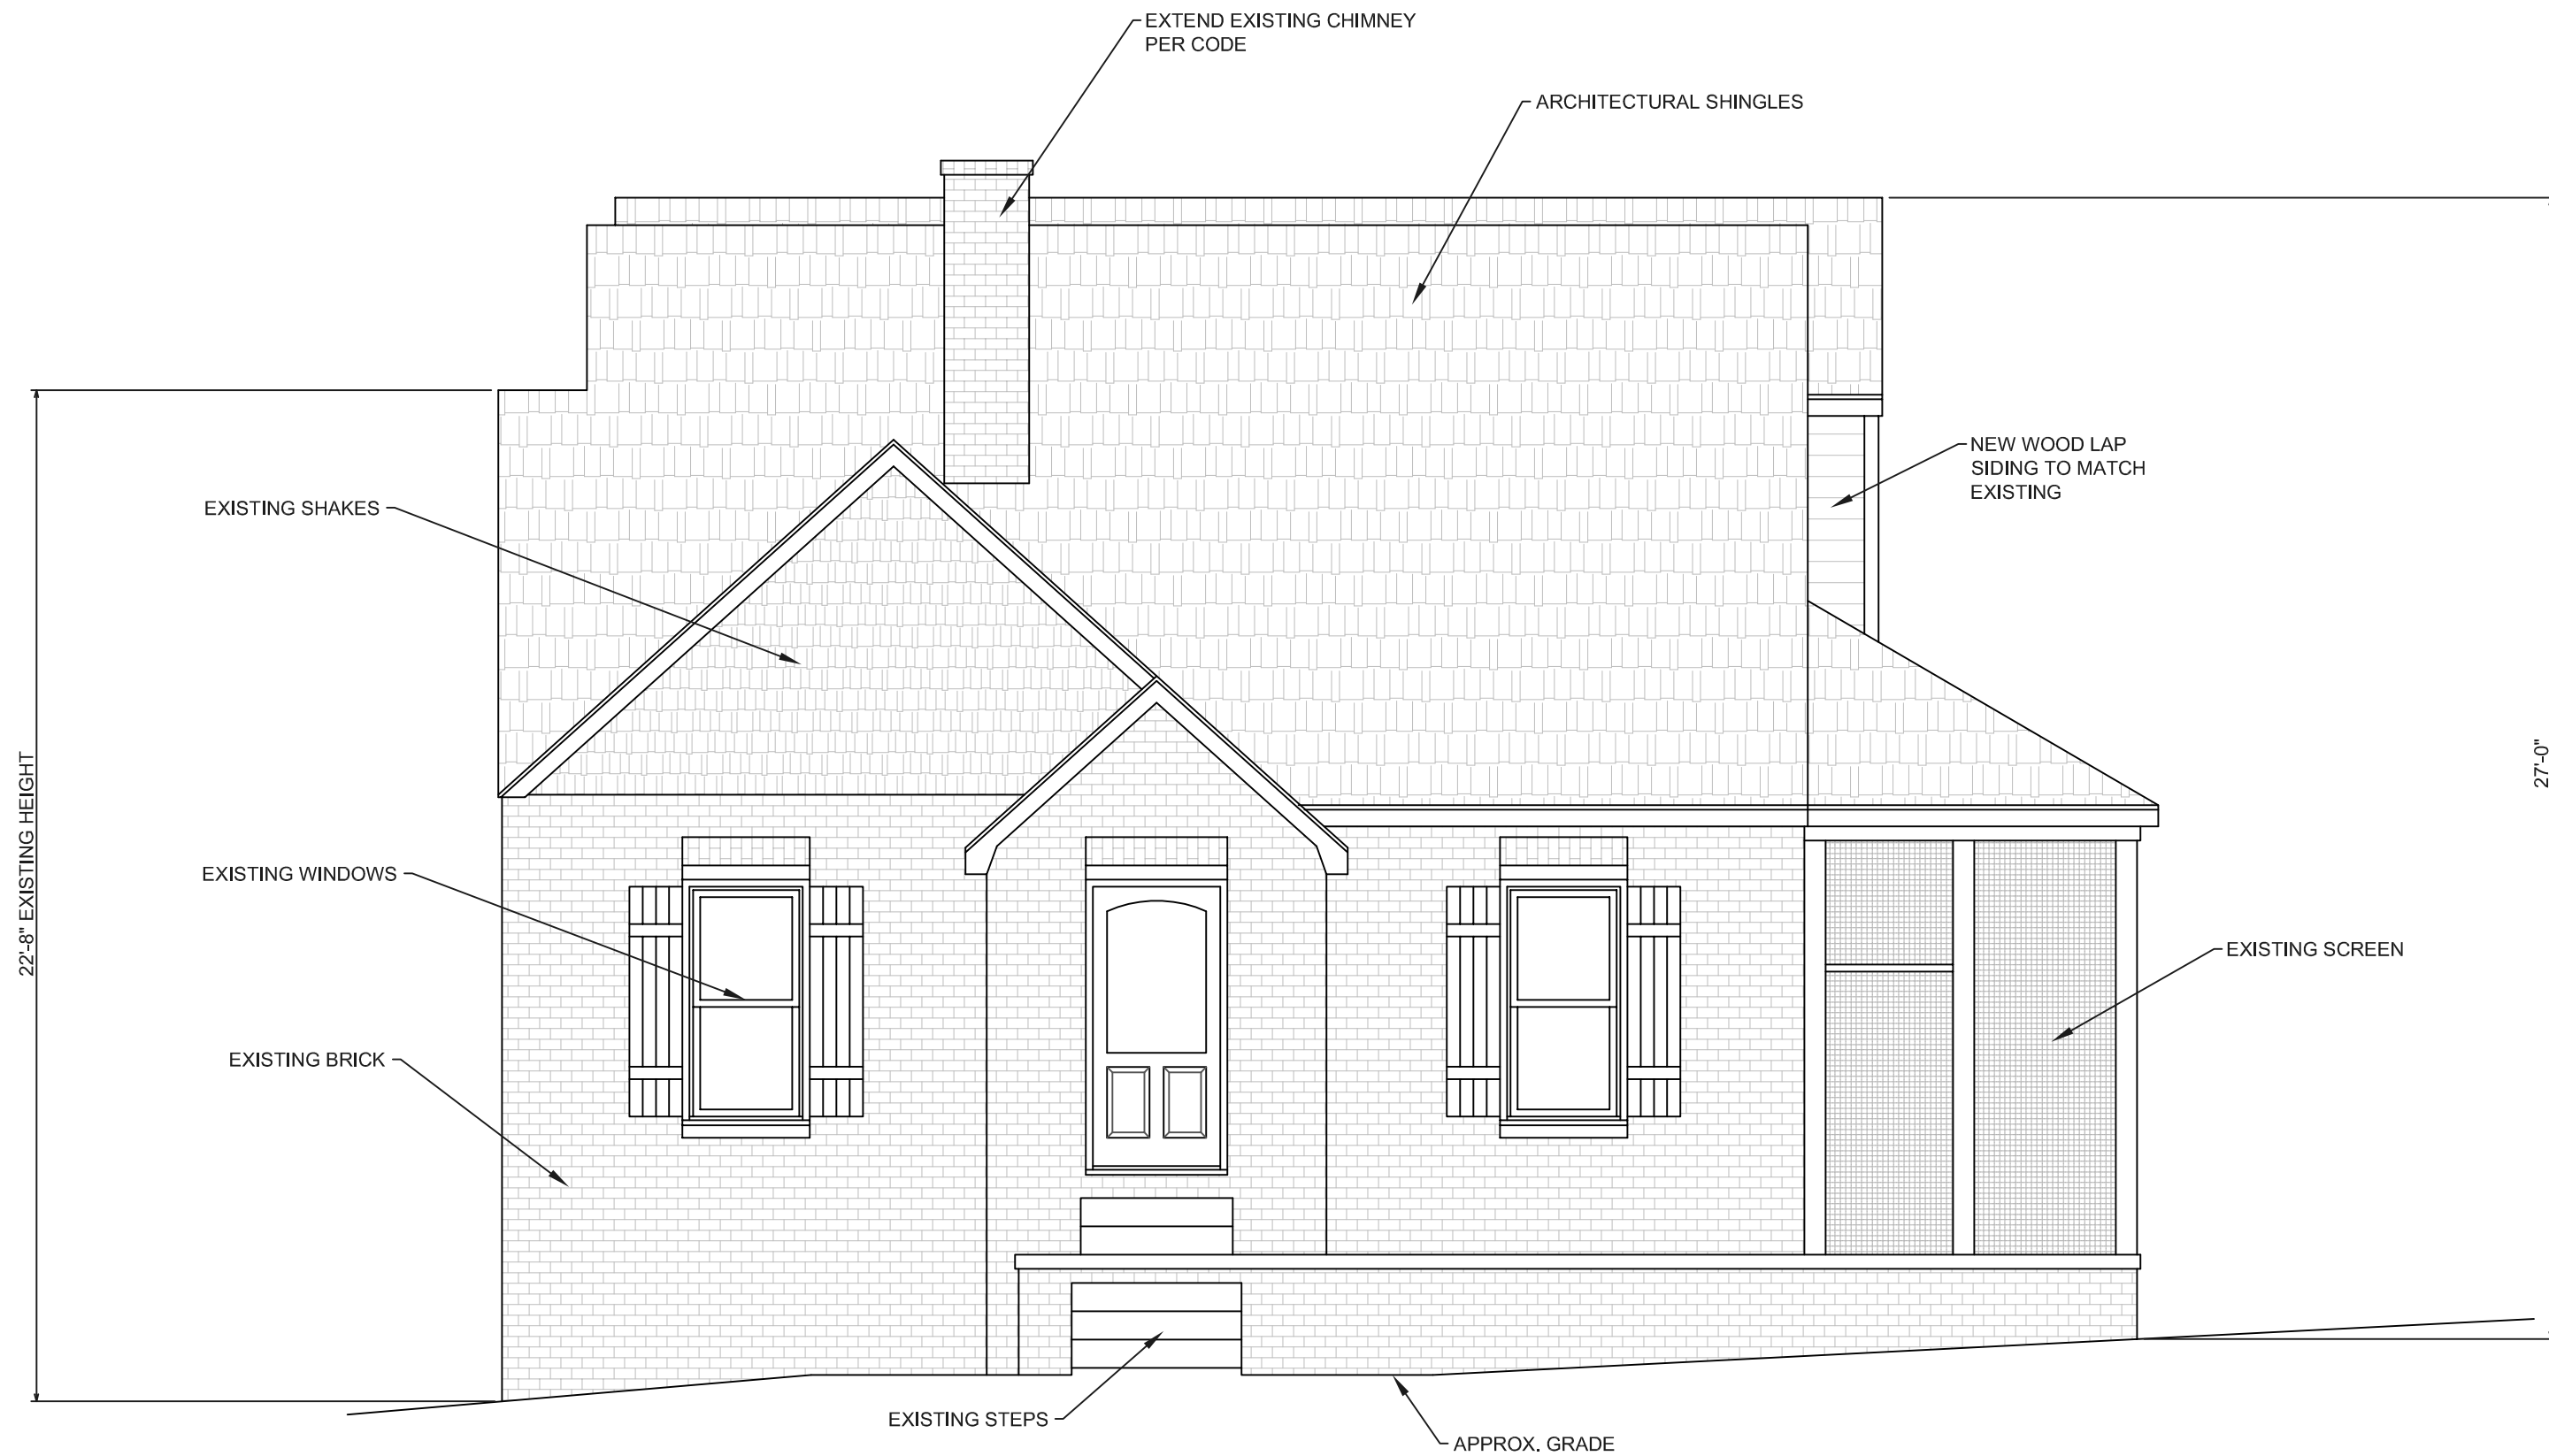 EXTEND EXISTING CHIMNEY
PER CODE
ARCHITECTURAL SHINGLES
NEW WOOD LAP
SIDING TO MATCH
EXISTING
EXISTING SHAKES
22'-8" EXISTING HEIGHT
27'-0"
EXISTING WINDOWS
EXISTING SCREEN
EXISTING BRICK
EXISTING STEPS
APPROX. GRADE